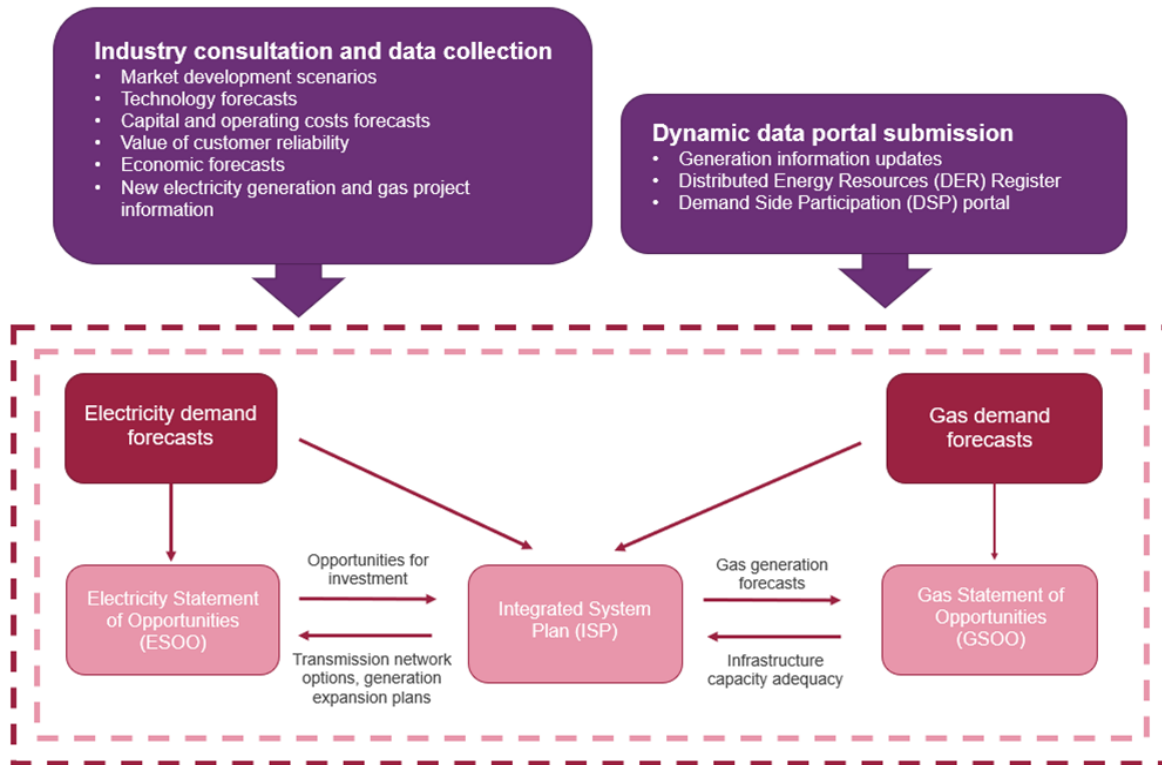 Industry consultation and data collection
• Market development scenarios
• Technology forecasts
• Capital and operating costs forecasts
• Value of customer reliability
• Economic forecasts
• New electricity generation and gas project
information
Dynamic data portal submission
• Generation information updates
• Distributed Energy Resources (DER) Register
• Demand Side Participation (DSP) portal
Electricity demand
forecasts
Gas demand
forecasts
Electricity Statement
of Opportunities
(ESOO)
Opportunities for
investment
Transmission network
options, generation
expansion plans
Integrated System
Plan (ISP)
Gas generation
forecasts
Infrastructure
capacity adequacy
Gas Statement of
Opportunities
(GSOO)